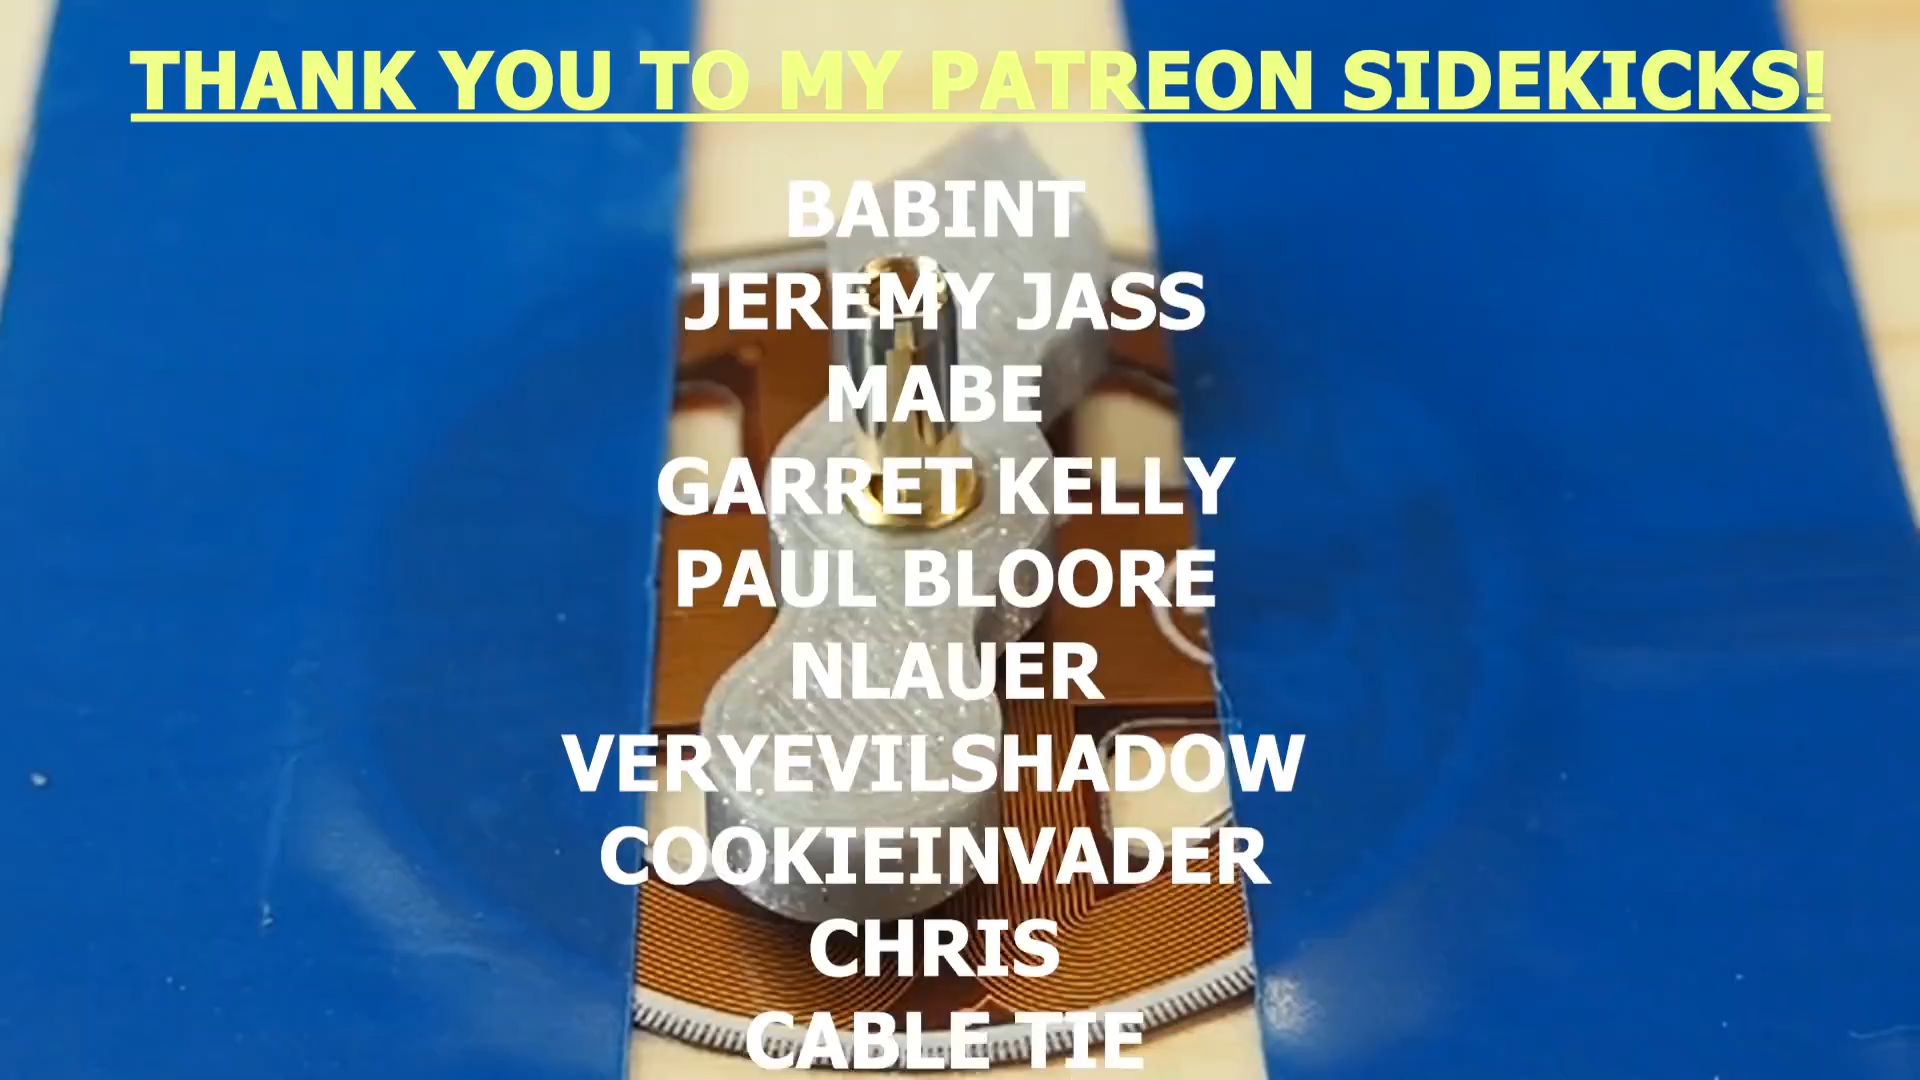 THANK YOU TO MY PATREON SIDEKICKS!
BABINT
JEREMY JASS
MABE
GARRET KELLY
PAUL BLOORE
NLAUER
VERYEVILSHADOW
COOKIEINVADER
CHRIS
CABLE TIE